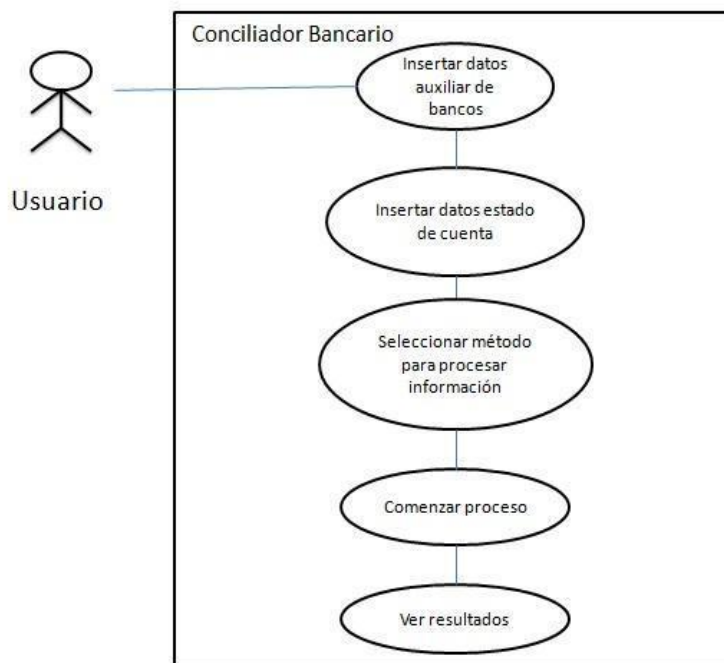 Conciliador Bancario
Insertar datos
auxiliar de
bancos
Usuario
Insertar datos estado
de cuenta
Seleccionar método
para procesar
información
Comenzar proceso
Ver resultados